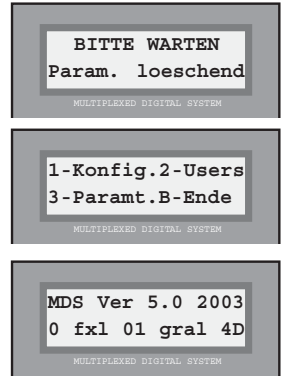 BITTE WARTEN
Param. loeschend
MULTIPLEXED DIGITAL SYSTEM
1-Konfig.2-Users
3-Paramt.B-Ende
MULTIPLEXED DIGITAL SYSTEM
MDS Ver 5.0 2003
0 fxl 01 gral 4D
MULTIPLEXED DIGITAL SYSTEM